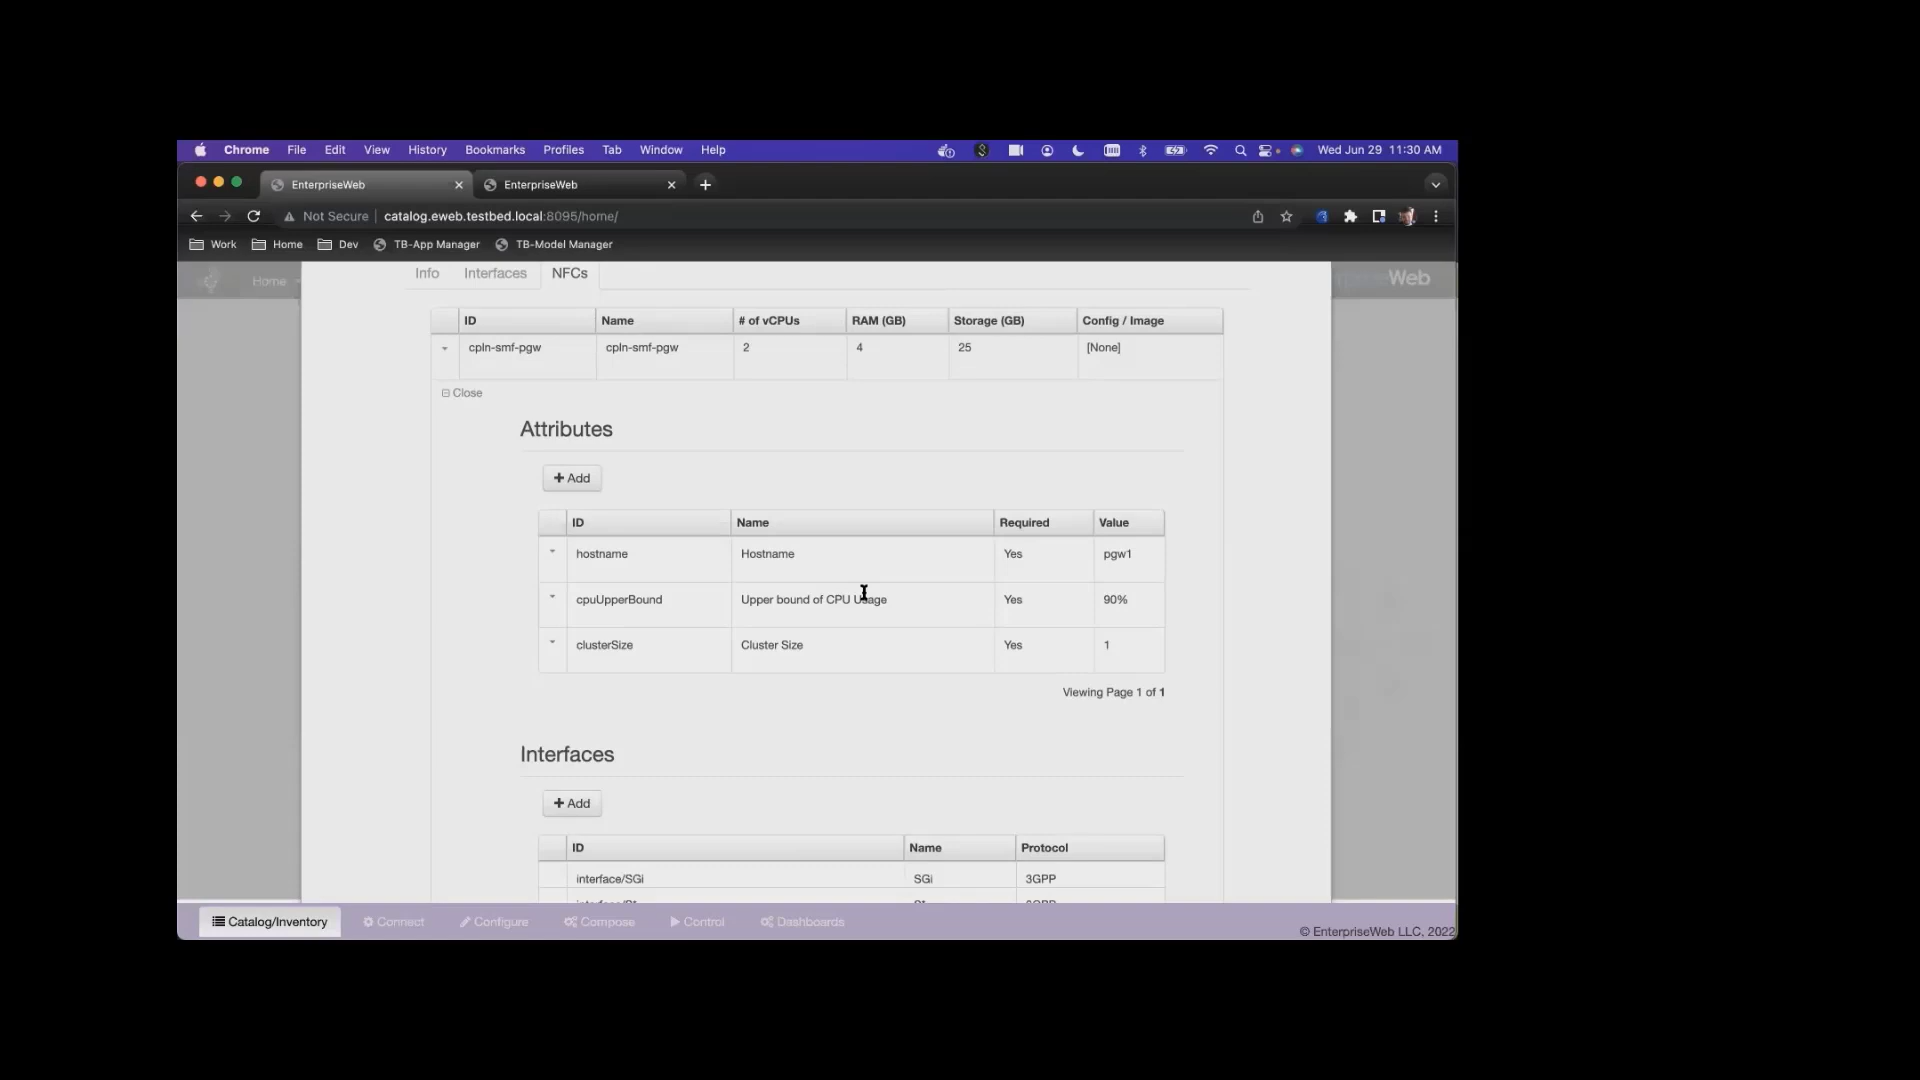 Chrome File Edit View History Bookmarks Profiles Tab Window Help Wed Jun 29 11:30 AM
EnterpriseWeb EnterpriseWeb
Not Secure catalog.eweb.testbed.local:8095/home/
Work Home Dev TB-App Manager TB-Model Manager
Home Info Interfaces NFCs Web
ID Name # of vCPUs RAM (GB) Storage (GB) Config / Image
cpln-smf-pgw cpln-smf-pgw 2 4 25 [None]
Close
Attributes
+ Add
ID Name Required Value
hostname Hostname Yes pgw1
cpuUpperBound Upper bound of CPU Usage Yes 90%
clusterSize Cluster Size Yes 1
Viewing Page 1 of 1
Interfaces
+ Add
ID Name Protocol
interface/SGi SGi 3GPP
Catalog/Inventory Connect Configure Compose Control Dashboards
© EnterpriseWeb LLC, 2022